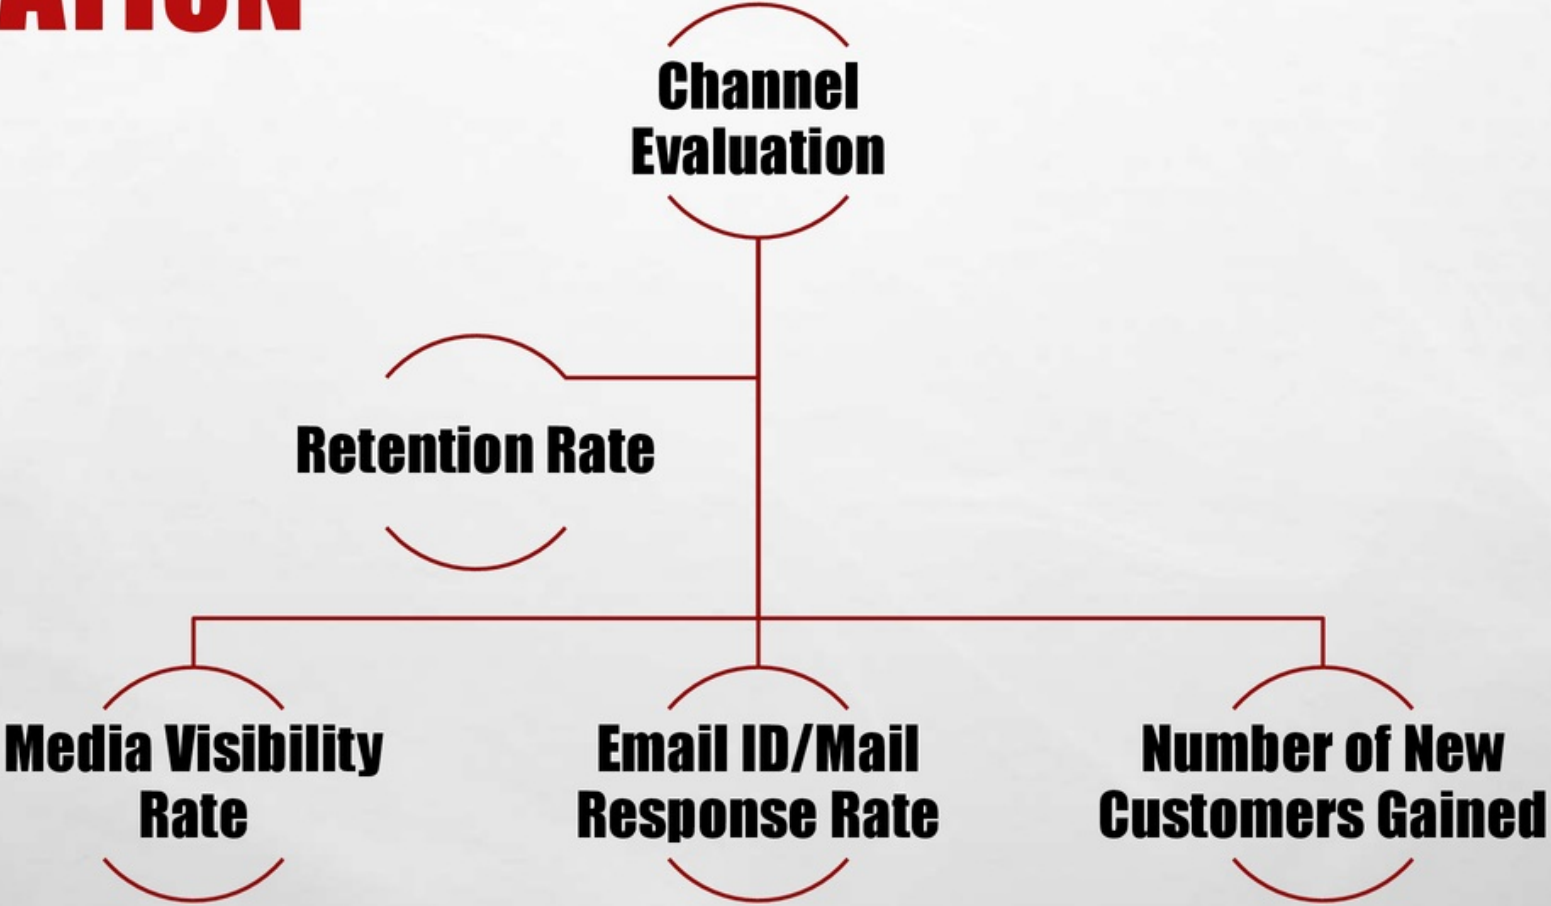 Channel
Evaluation
Retention Rate
Media Visibility
Rate
Email ID/Mail
Response Rate
Number of New
Customers Gained